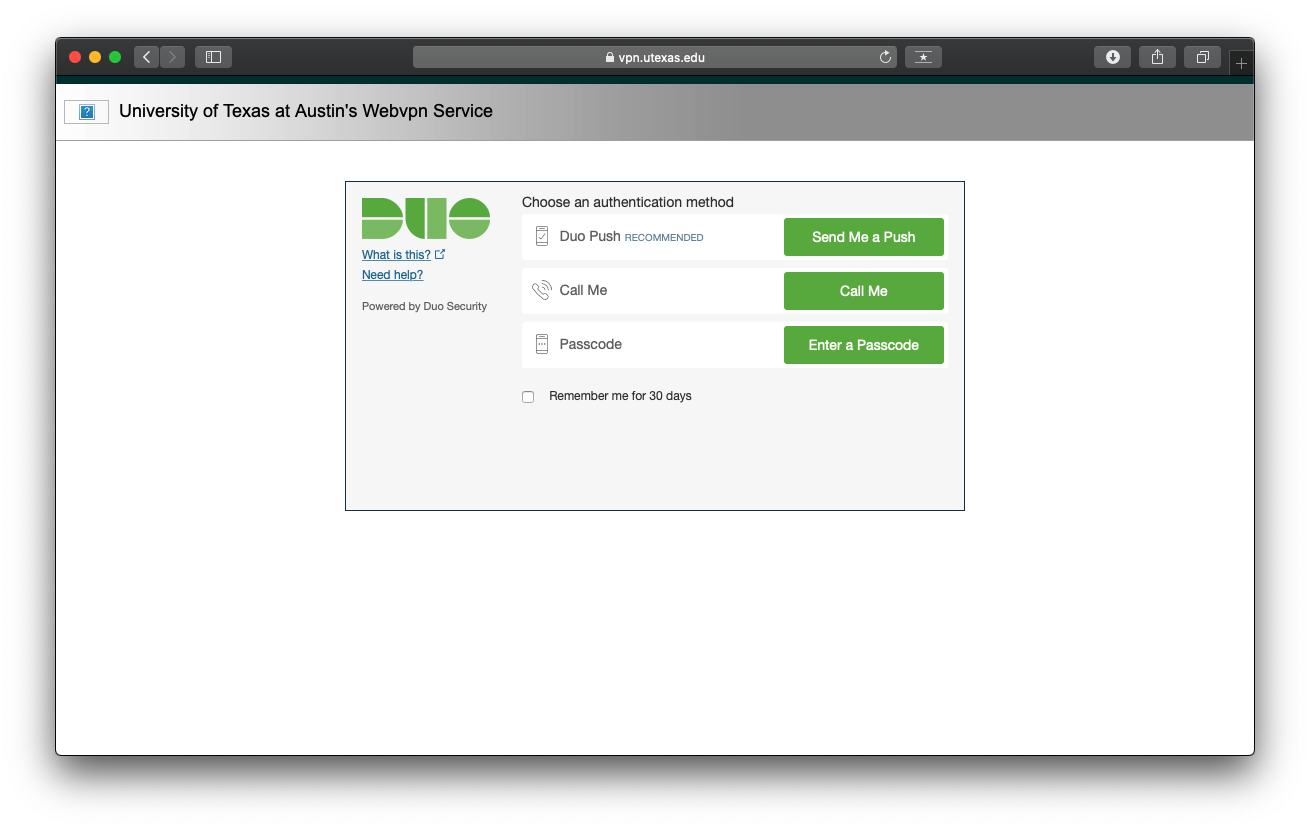 vpn.utexas.edu
University of Texas at Austin's Webvpn Service
DUO
What is this?
Need help?
Powered by Duo Security
Choose an authentication method
Duo Push RECOMMENDED
Send Me a Push
Call Me
Call Me
Passcode
Enter a Passcode
Remember me for 30 days